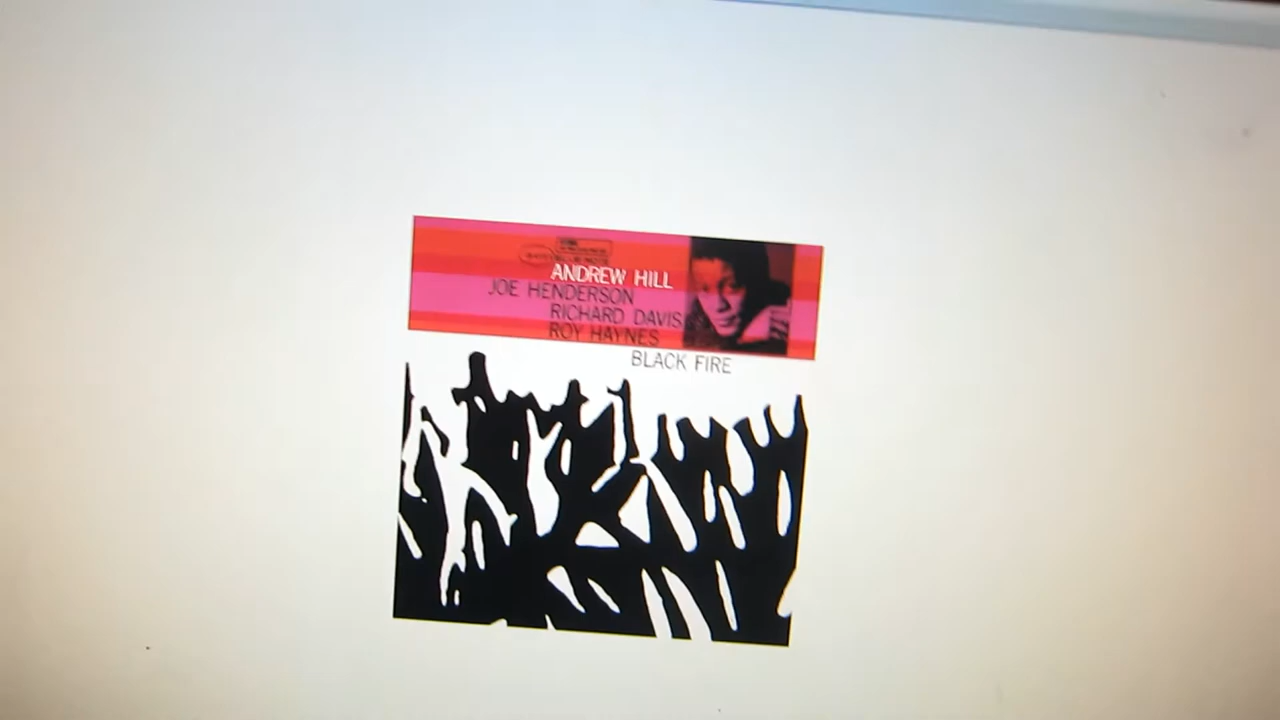 ANDREW HILL
JOE HENDERSON
RICHARD DAVIS
ROY HAYNES
BLACK FIRE